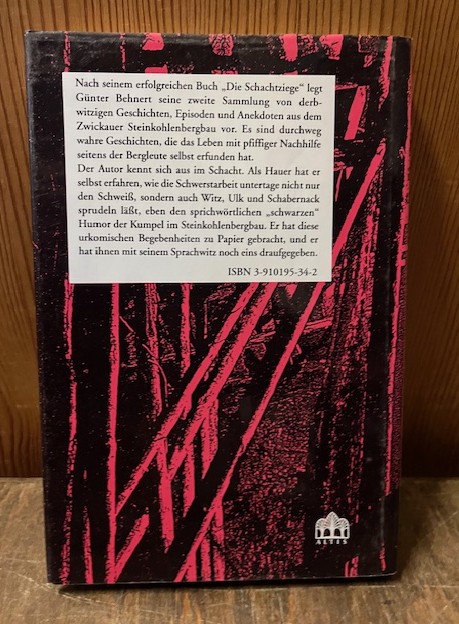 Nach seinem erfolgreichen Buch „Die Schachtziege" legt
Günter Behnert seine zweite Sammlung von derb-
witzigen Geschichten, Episoden und Anekdoten aus dem
Zwickauer Steinkohlenbergbau vor. Es sind durchweg
wahre Geschichten, die das Leben mit pfiffiger Nachhilfe
seitens der Bergleute selbst erfunden hat.
Der Autor kennt sich aus im Schacht. Als Hauer hat er
selbst erfahren, wie die Schwerstarbeit untertage nicht nur
den Schweiß, sondern auch Witz, Ulk und Schabernack
sprudeln läßt, eben den sprichwörtlichen „schwarzen"
Humor der Kumpel im Steinkohlenbergbau. Er hat diese
urkomischen Begebenheiten zu Papier gebracht, und er
hat ihnen mit seinem Sprachwitz noch eins draufgegeben.
ISBN 3-910195-34-2
ALTIS